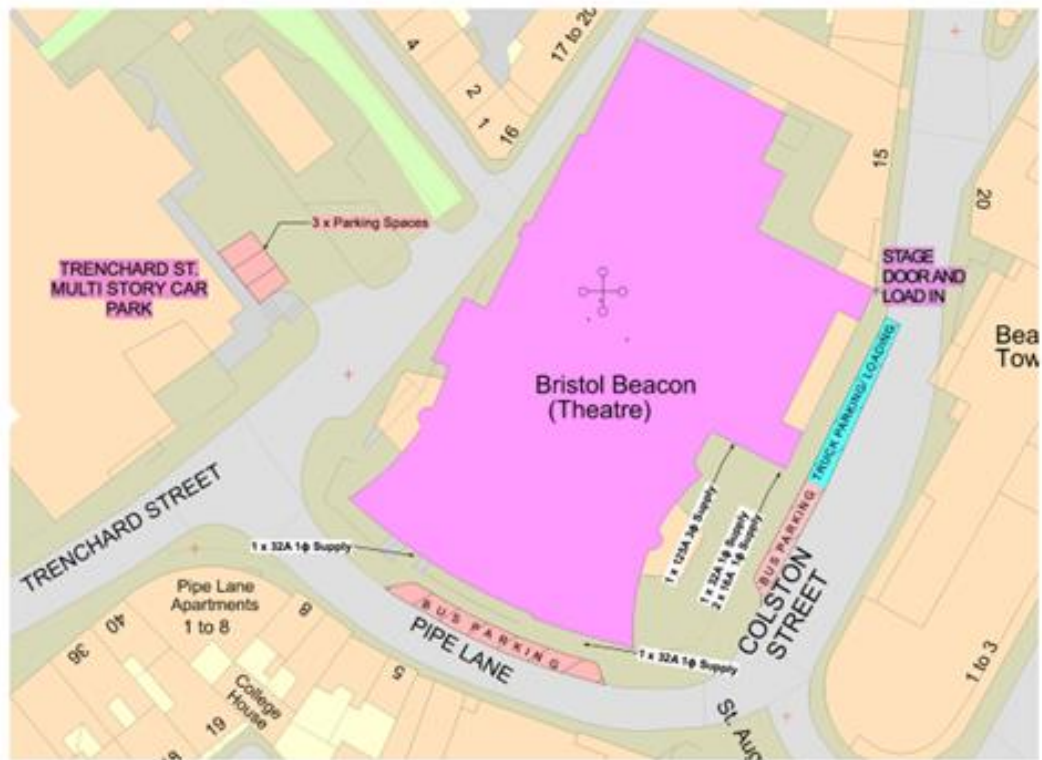 4
2
1
16
17 to 20
15
20
3 x Parking Spaces
TRENCHARD ST.
MULTI STORY CAR
PARK
STAGE
DOOR AND
LOAD IN
Bea
Tow
Bristol Beacon
(Theatre)
TRUCK PARKING/ LOADING
BUS PARKING
COLSTON
STREET
1 x 125A 3ϕ Supply
1 x 32A 1ϕ Supply
2 x 16A 1ϕ Supply
TRENCHARD STREET
1 x 32A 1ϕ Supply
BUS PARKING
PIPE LANE
1 x 32A 1ϕ Supply
Pipe Lane
Apartments
1 to 8
8
40
36
5
College
House
19
18
St. Aug
1 to 3